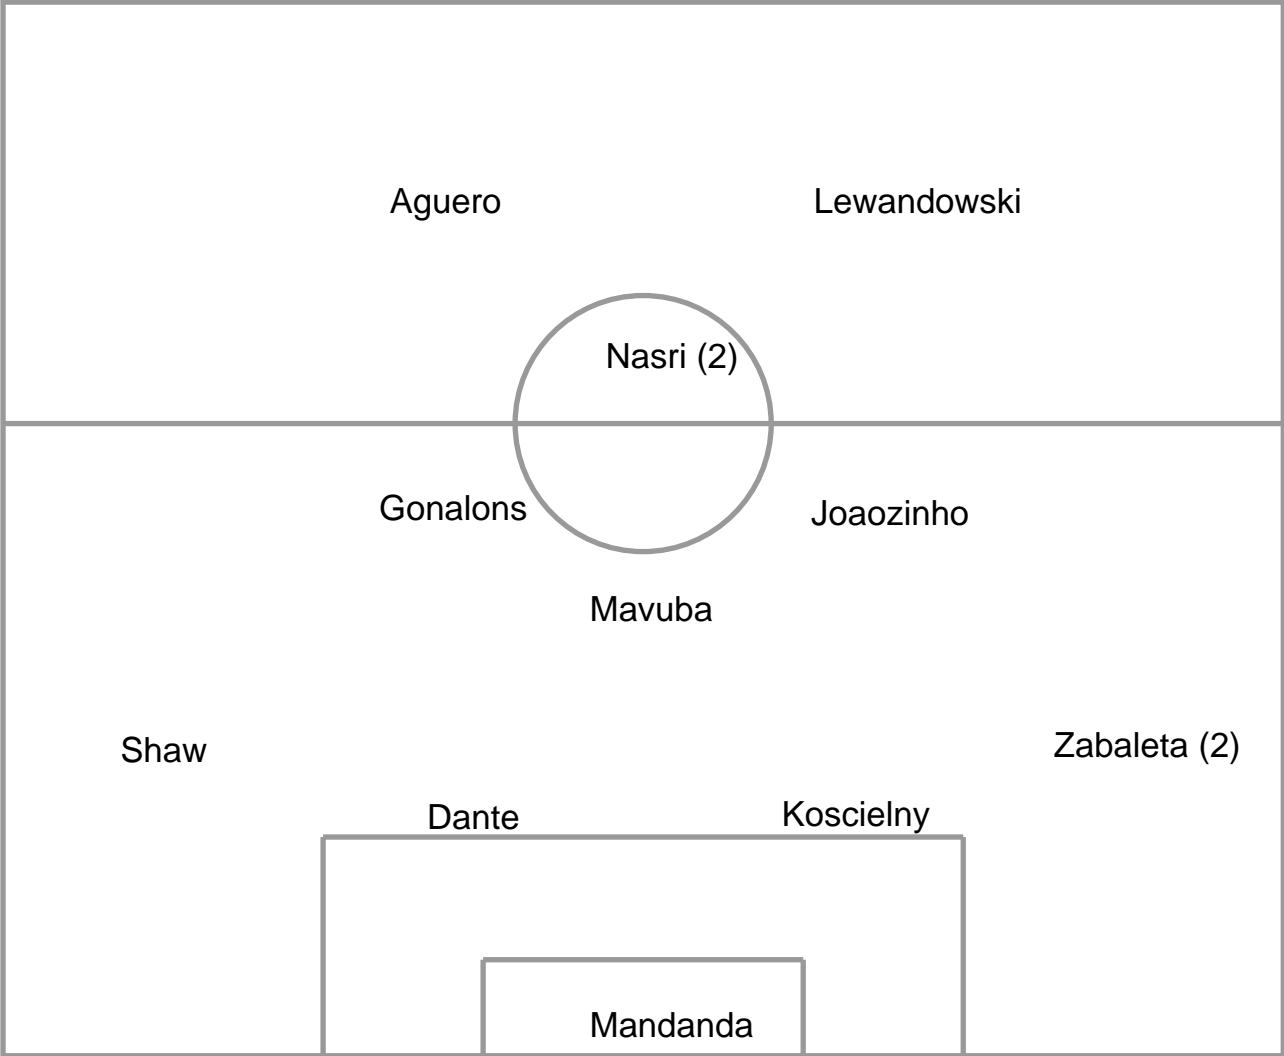 Aguero
Lewandowski
Nasri (2)
Gonalons
Joaozinho
Mavuba
Shaw
Zabaleta (2)
Dante
Koscielny
Mandanda